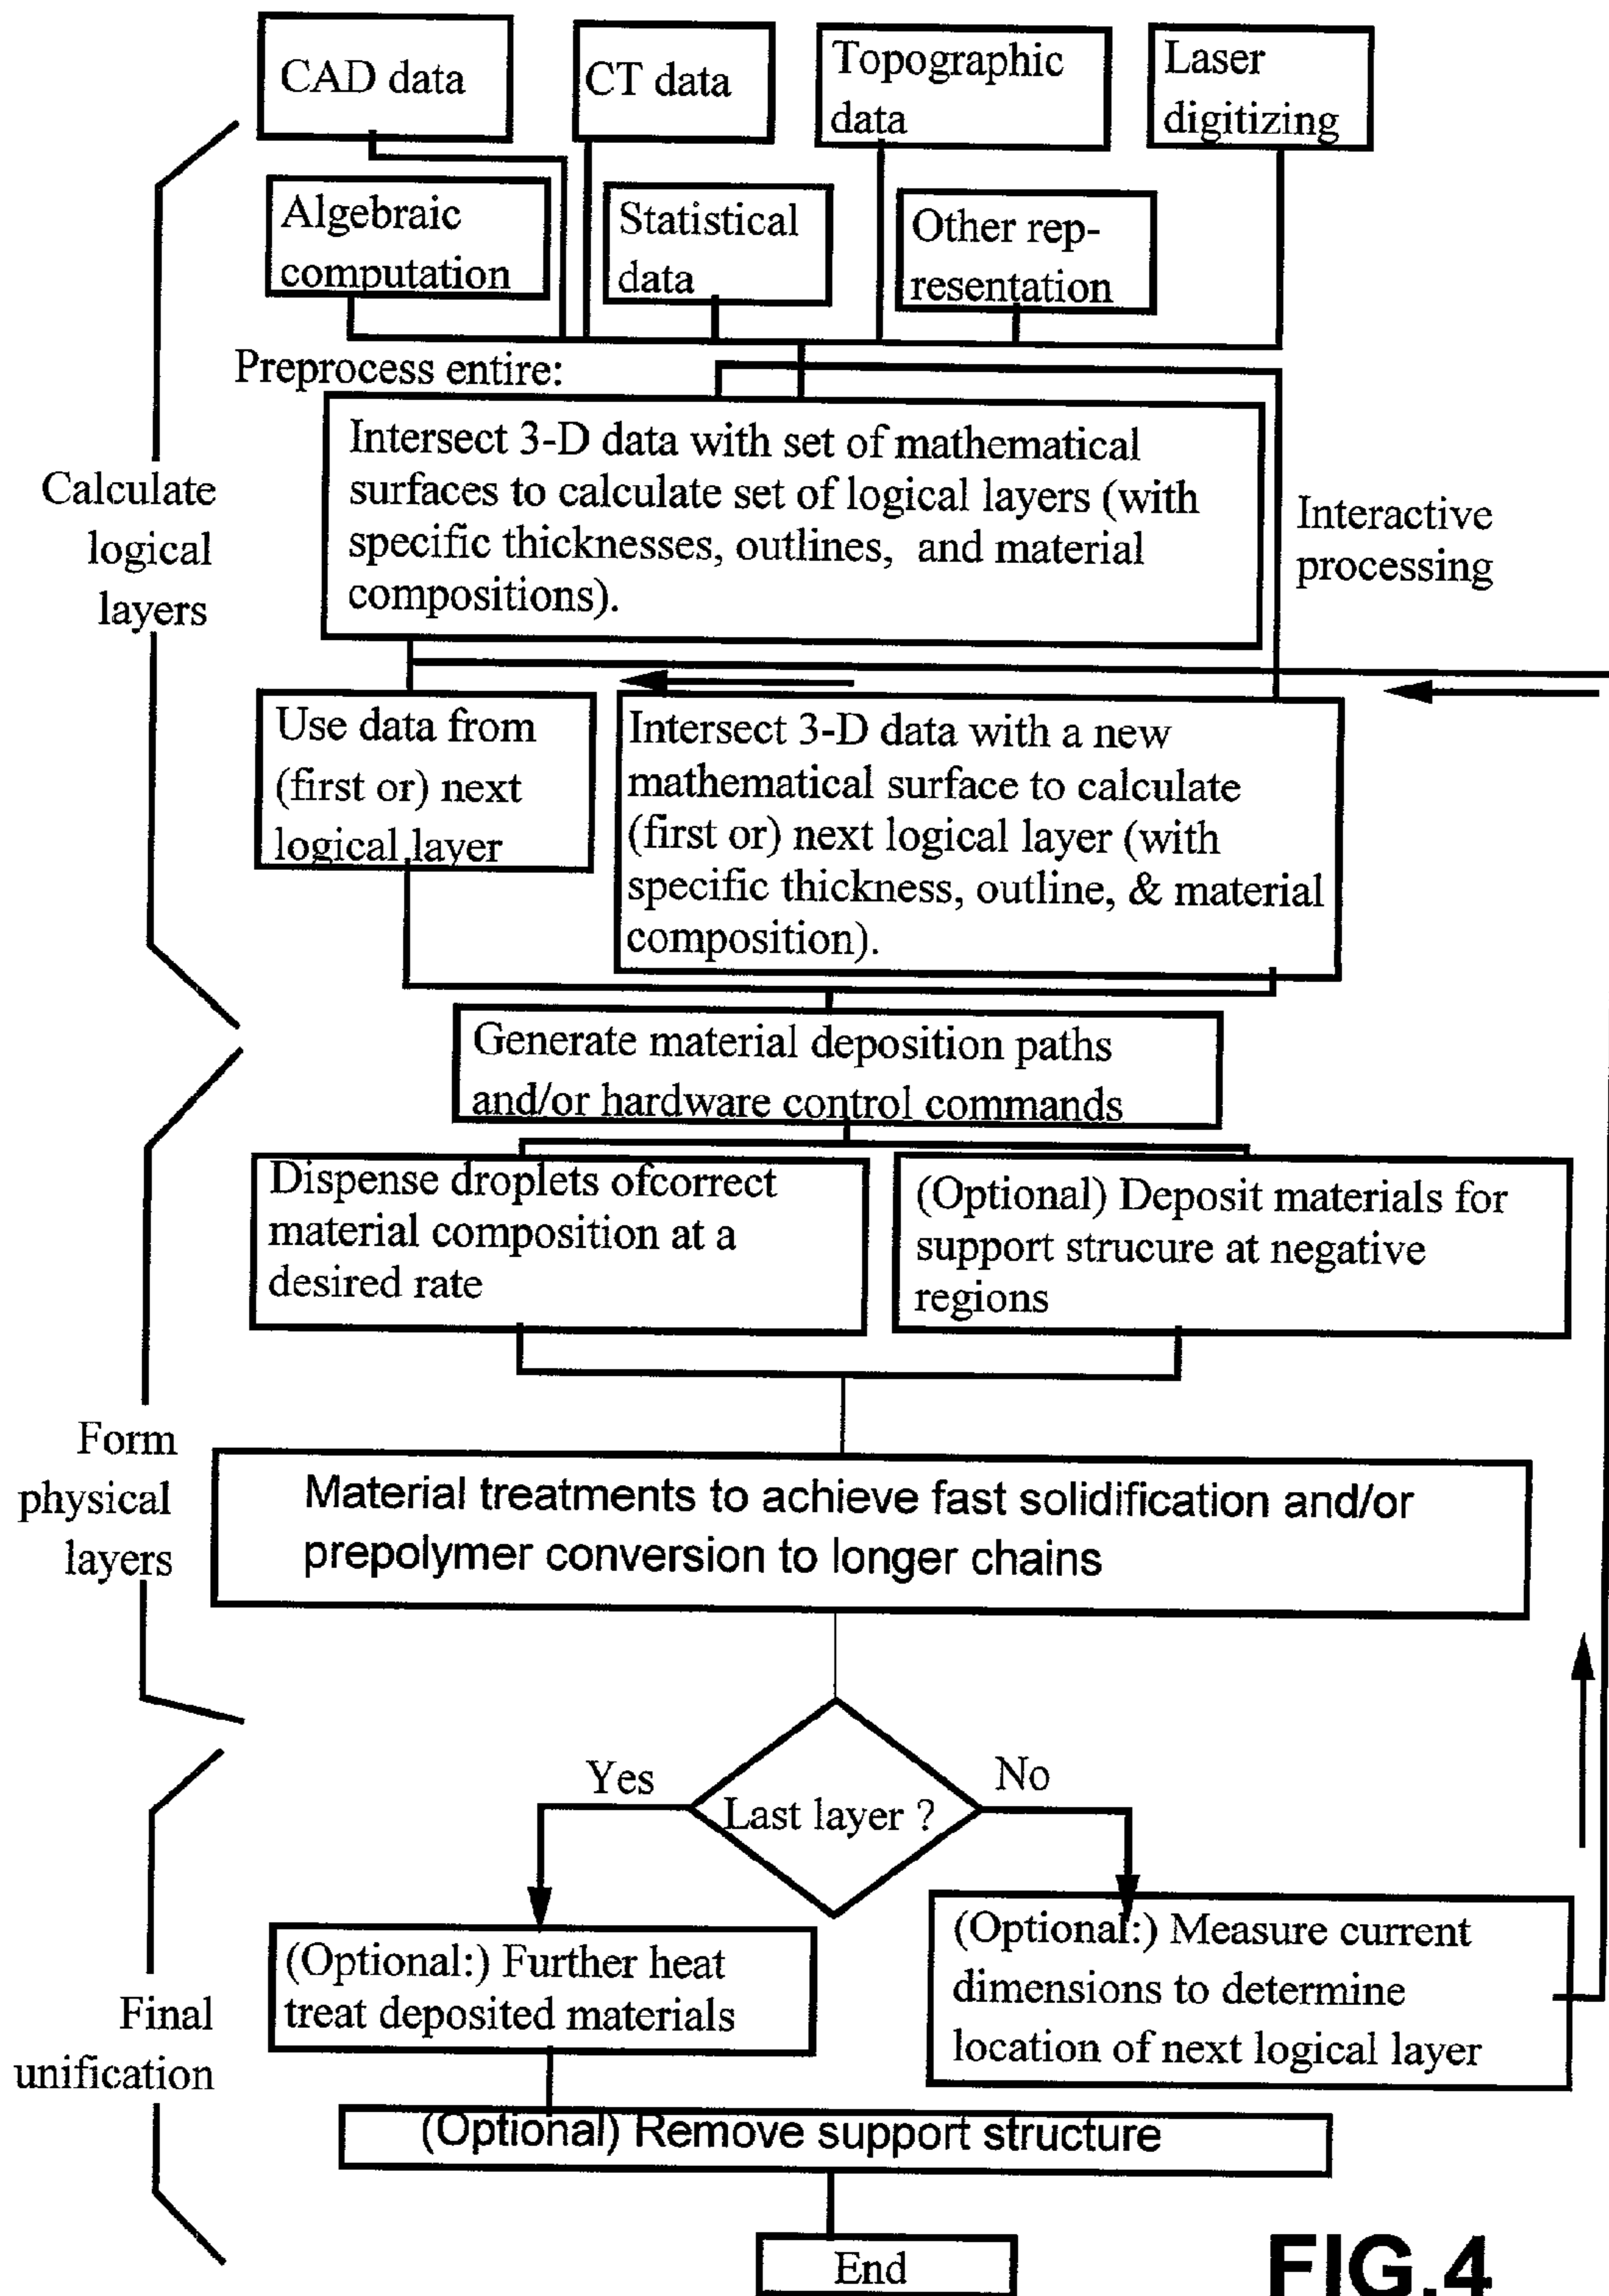 CAD data
CT data
Topographic
data
Laser
digitizing
Algebraic
computation
Statistical
data
Other rep-
resentation
Preprocess entire:
Intersect 3-D data with set of mathematical
surfaces to calculate set of logical layers (with
specific thicknesses, outlines, and material
compositions).
Calculate
logical
layers
Interactive
processing
Use data from
(first or) next
logical layer
Intersect 3-D data with a new
mathematical surface to calculate
(first or) next logical layer (with
specific thickness, outline, & material
composition).
Generate material deposition paths
and/or hardware control commands
Dispense droplets ofcorrect
material composition at a
desired rate
(Optional) Deposit materials for
support strucure at negative
regions
Form
physical
layers
Material treatments to achieve fast solidification and/or
prepolymer conversion to longer chains
Yes
No
Last layer ?
(Optional:) Further heat
treat deposited materials
(Optional:) Measure current
dimensions to determine
location of next logical layer
Final
unification
(Optional) Remove support structure
End
FIG.4